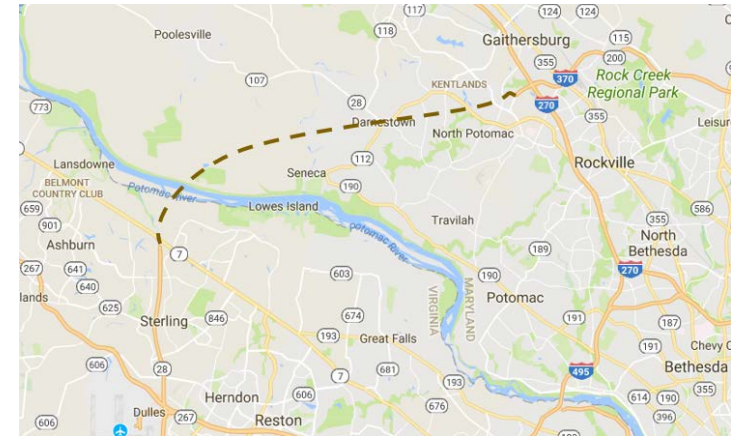 117
124
124
Poolesville
118
Gaithersburg
115
355
200
107
KENTLANDS
370
Rock Creek
Regional Park
28
270
773
Darnestown
355
North Potomac
Leisur
Lansdowne
112
Rockville
Seneca
BELMONT
COUNTRY CLUB
Potomac River
190
659
Lowes Island
586
901
Travilah
355
North
Bethesda
Ashburn
7
Potomac River
189
267
641
603
190
270
640
lands
VIRGINIA
MARYLAND
Potomac
625
674
191
187
Sterling
846
193
Great Falls
191
Chevy C
606
28
7
681
193
495
Bethesda
355
Herndon
606
614
190
676
396
Dulles
267
Reston
606